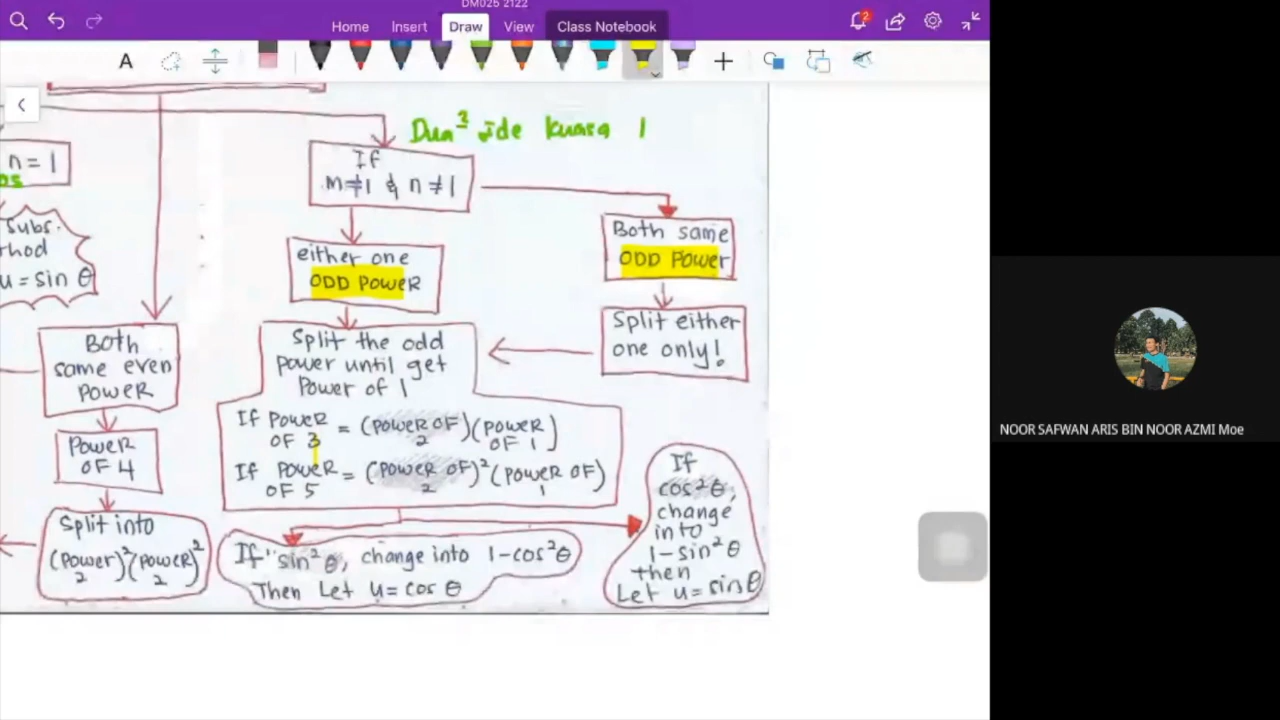 DM025 2122
Home Insert Draw View Class Notebook
2
A
n = 1
os
Subs.
thod
u = sin θ
Both
same even
POWER
POWER
OF 4
Split into
(POWER 2)² (POWER 2)²
If
m≠1 & n≠1
either one
ODD POWER
Split the odd
power until get
Power of 1
If POWER OF 3 = (POWER OF 2)(POWER OF 1)
If POWER OF 5 = (POWER OF 2)² (POWER OF 1)
If "sin²θ, change into 1-cos²θ
Then Let u = cos θ
Both same
ODD POWER
Split either
one only!
If
cos²θ,
change
into
1-sin²θ
then
Let u = sin θ
NOOR SAFWAN ARIS BIN NOOR AZMI Moe